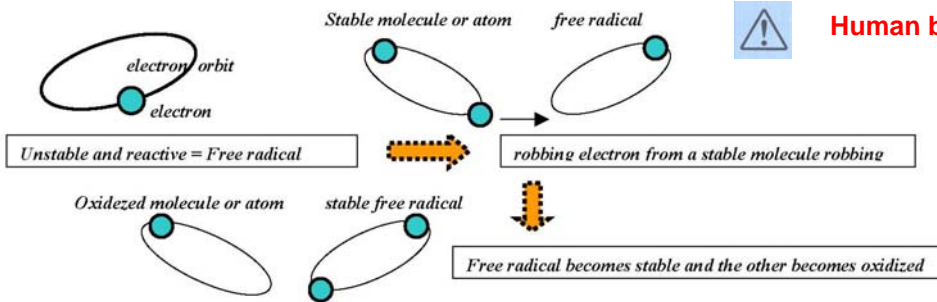 Stable molecule or atom free radical
Human b
electron orbit
electron
Unstable and reactive = Free radical
robbing electron from a stable molecule robbing
Oxidezed molecule or atom stable free radical
Free radical becomes stable and the other becomes oxidized